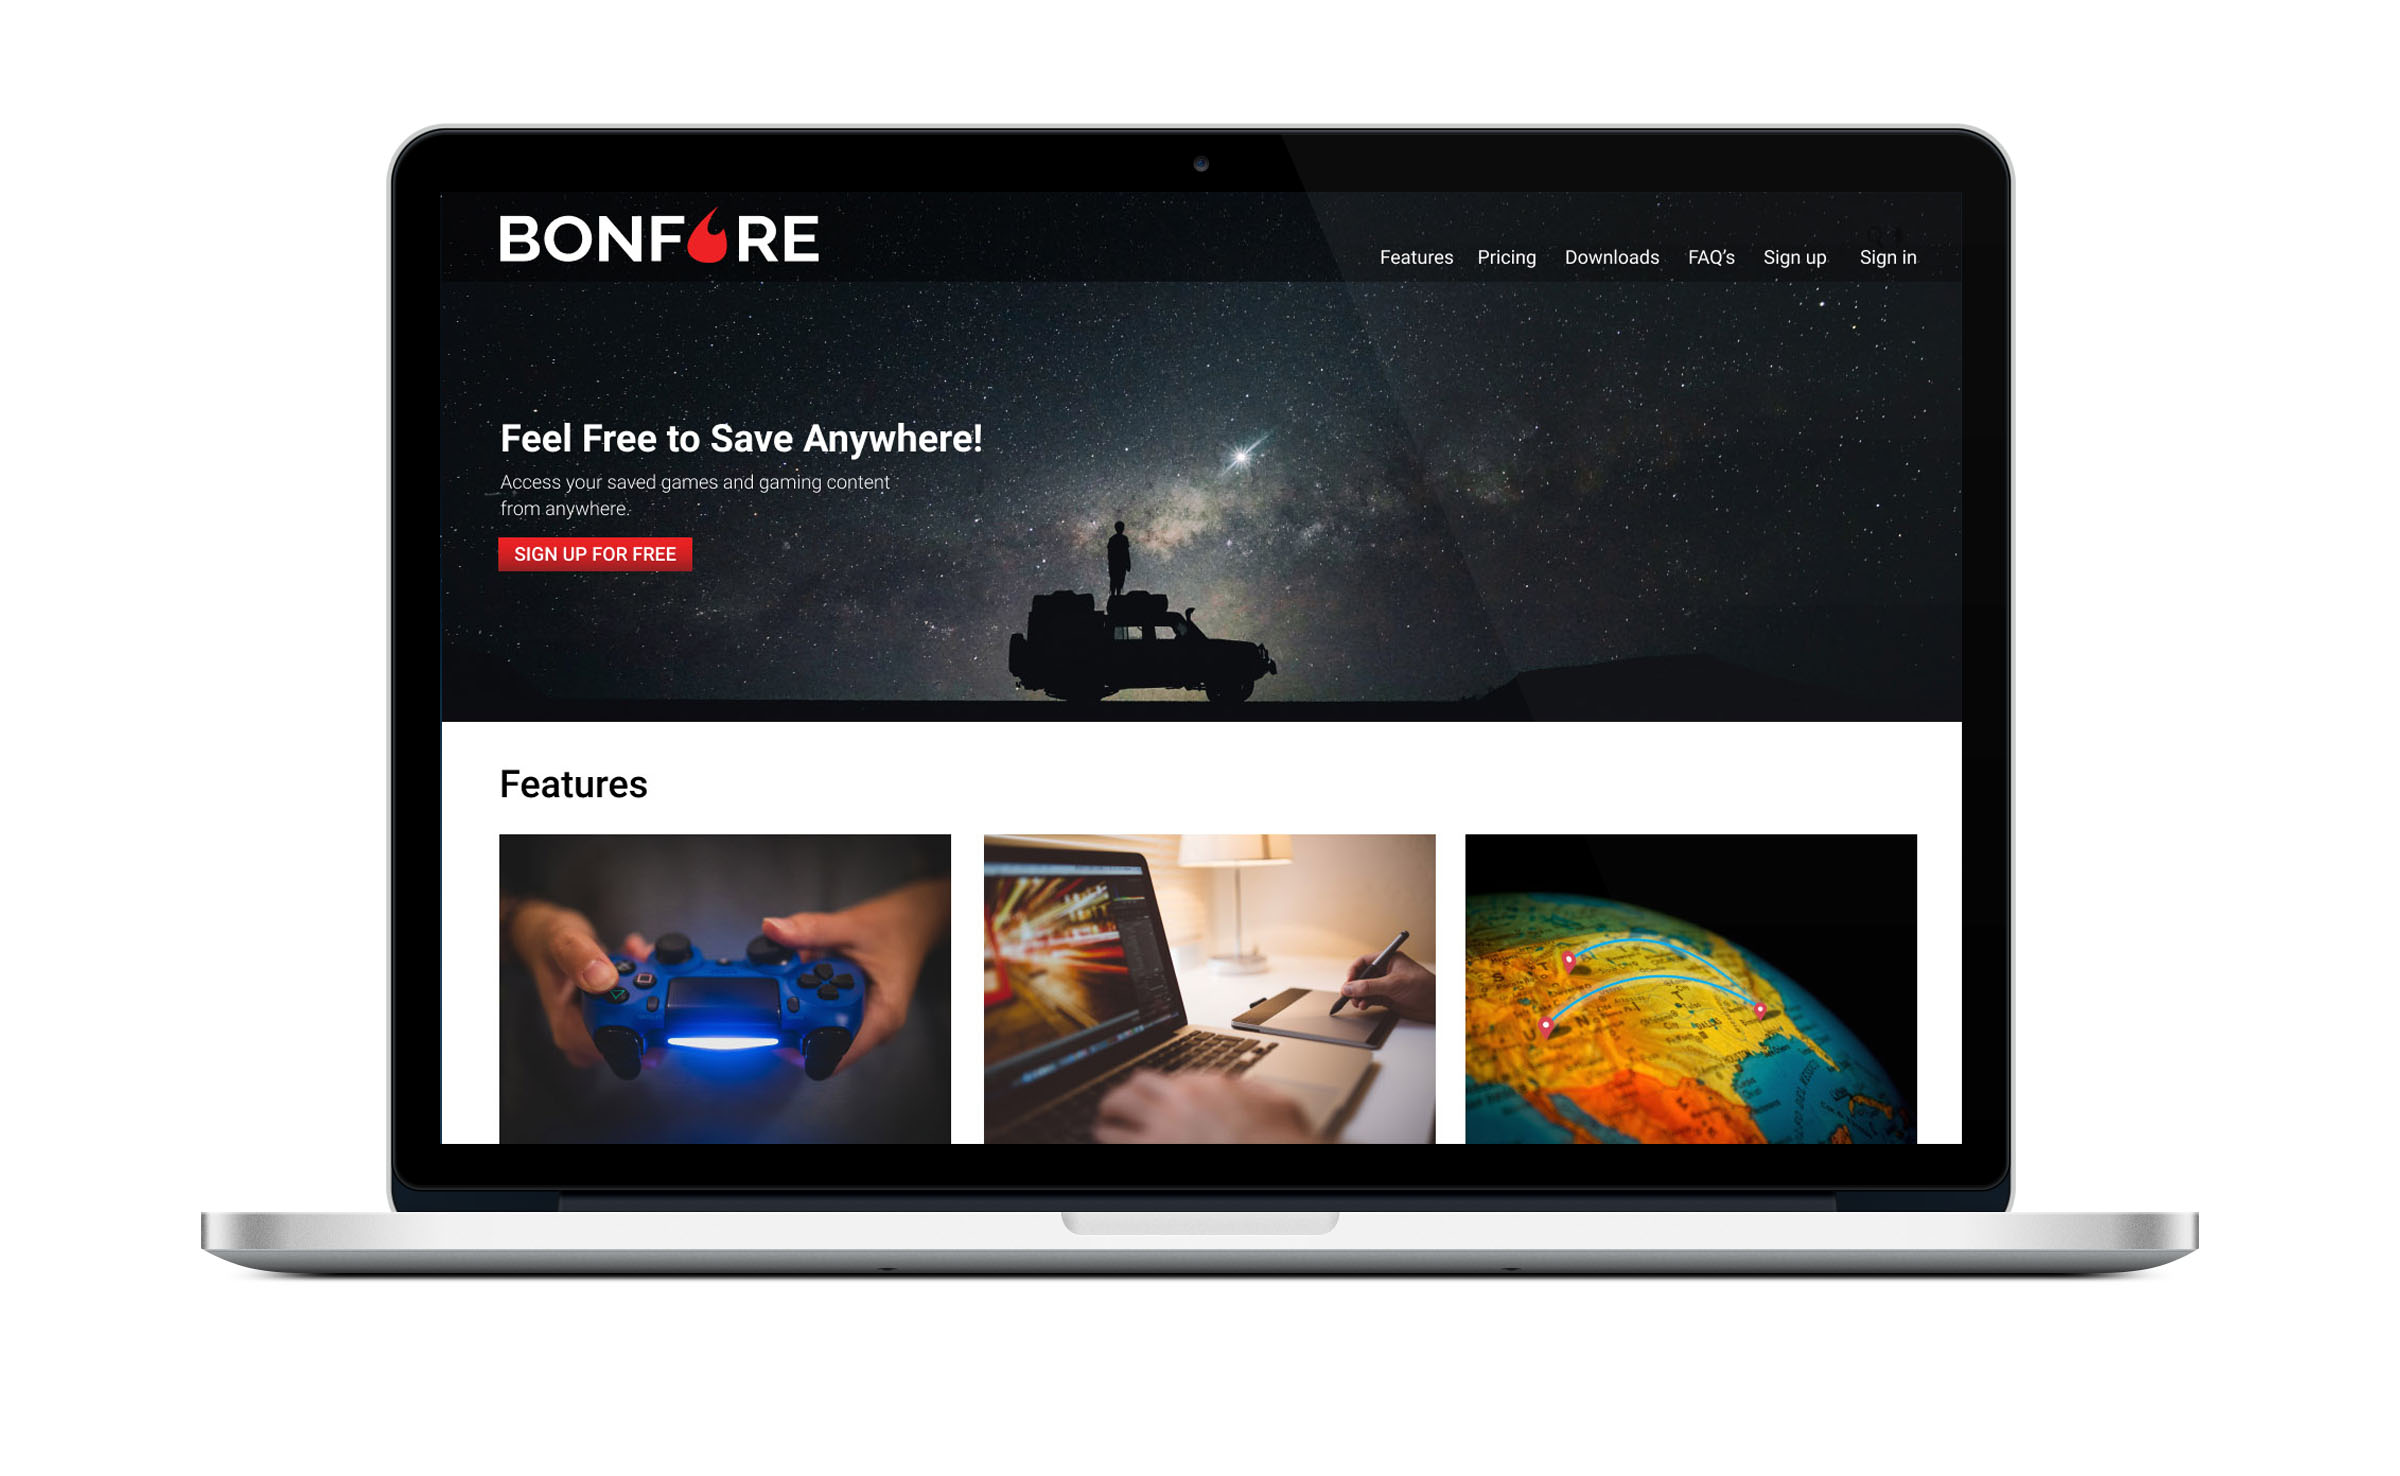 BONFIRE
Features Pricing Downloads FAQ's Sign up Sign in
Feel Free to Save Anywhere!
Access your saved games and gaming content
from anywhere.
SIGN UP FOR FREE
Features